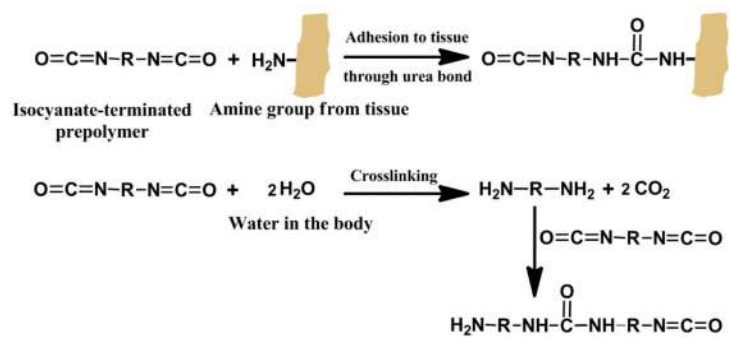 O=C=N-R-N=C=O + H₂N- Adhesion to tissue through urea bond O=C=N-R-NH-C-NH-
O
Isocyanate-terminated prepolymer
Amine group from tissue
O=C=N-R-N=C=O + 2H₂O Crosslinking H₂N-R-NH₂ + 2CO₂
Water in the body
O=C=N-R-N=C=O
O
H₂N-R-NH-C-NH-R-N=C=O